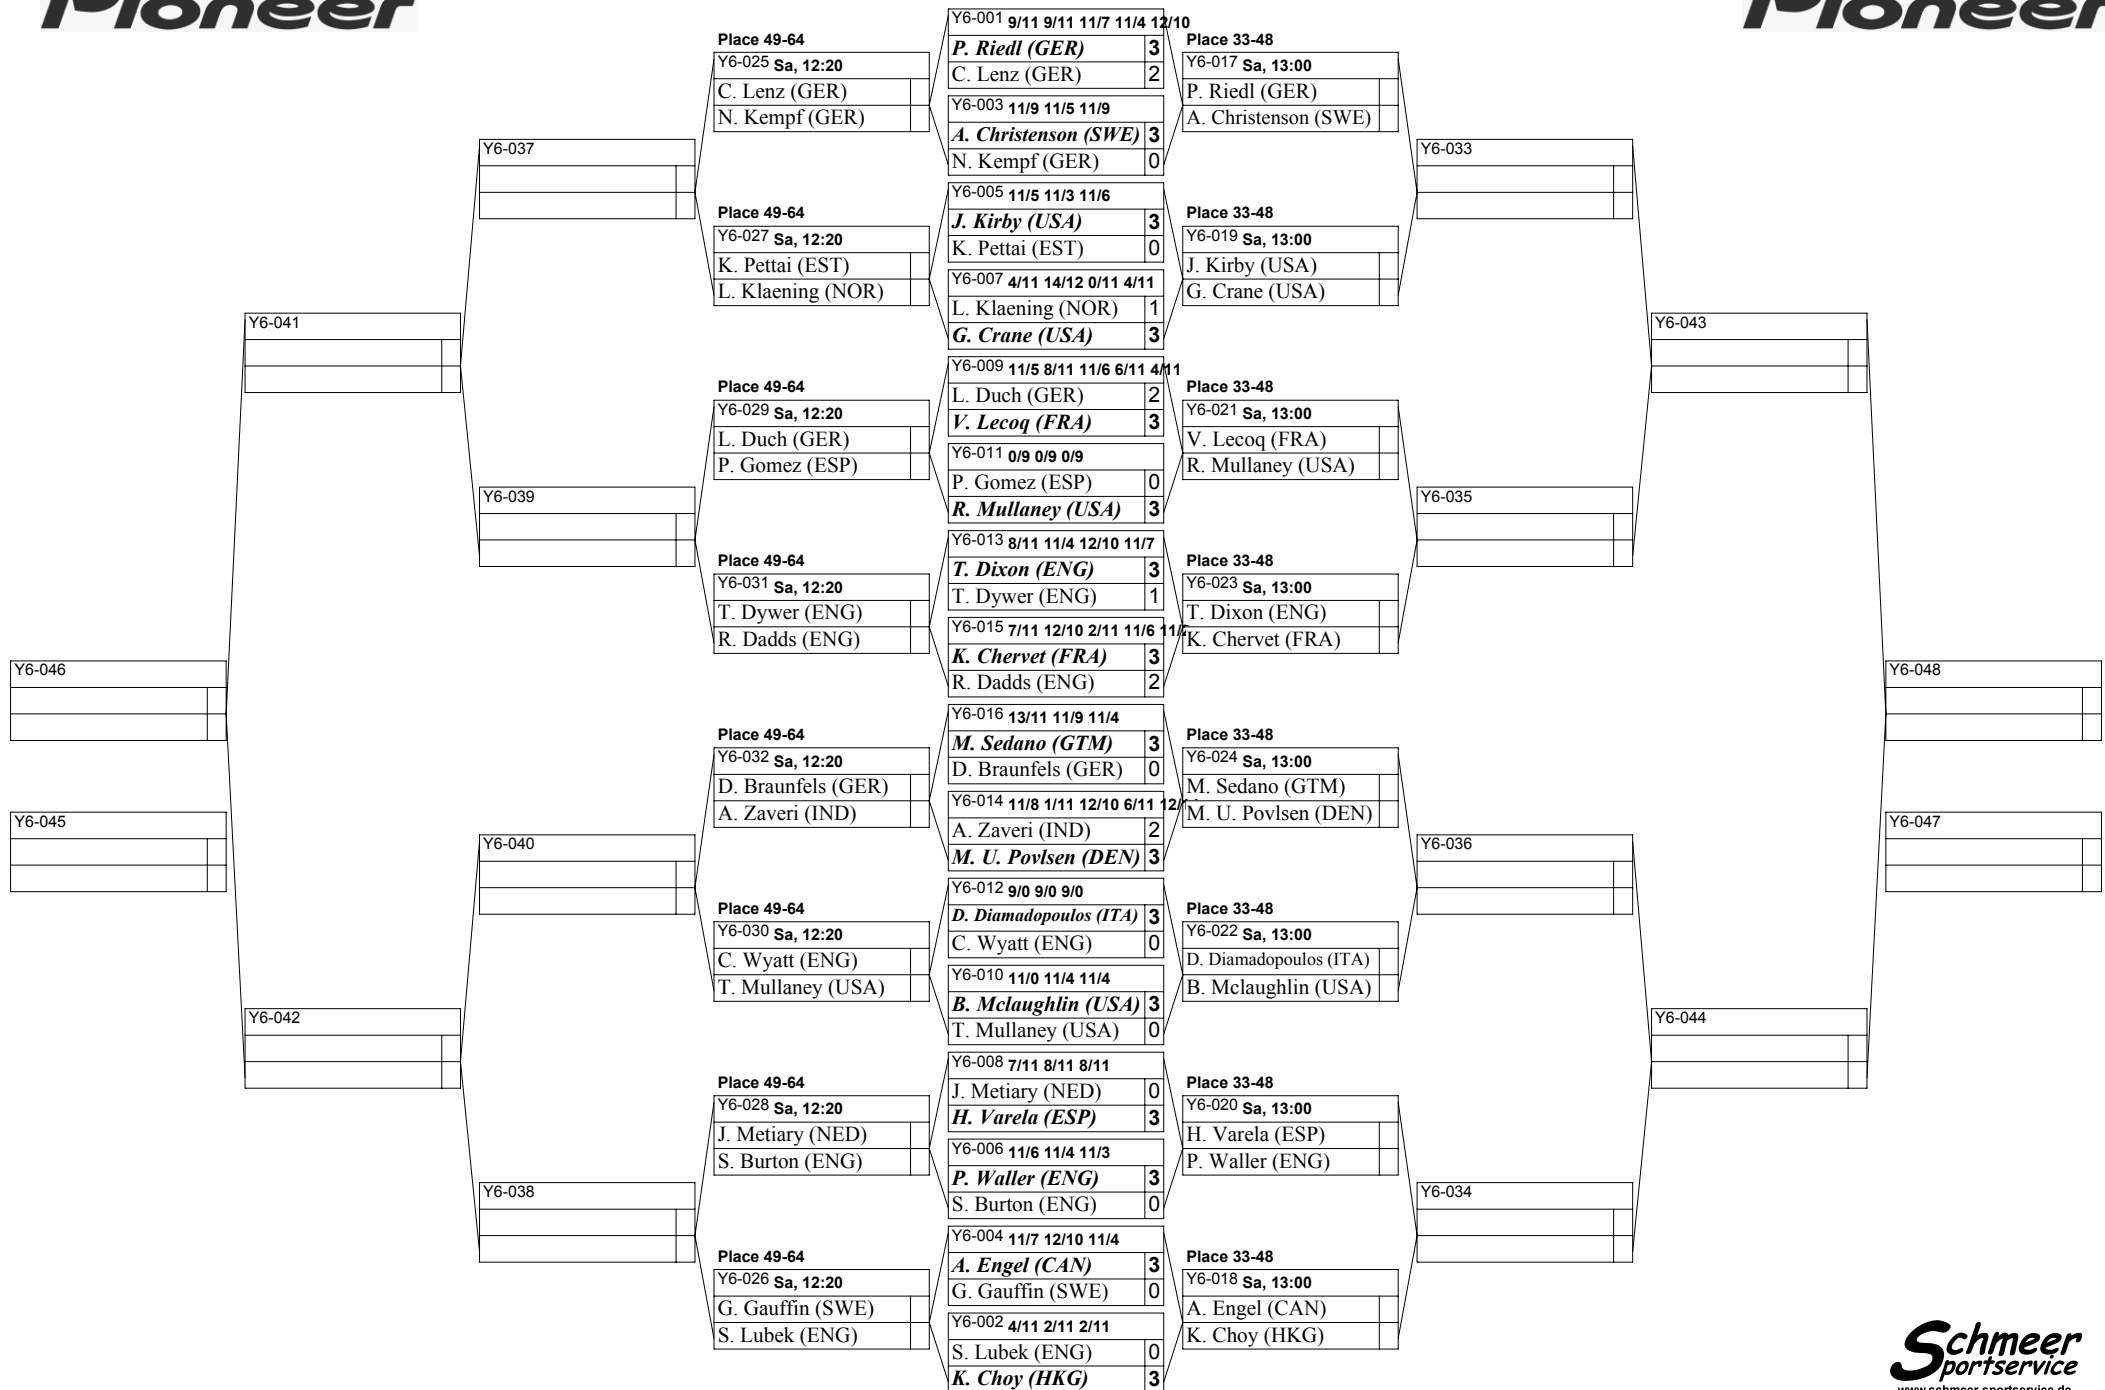 Pioneer
Pioneer
Y6-001 9/11 9/11 11/7 11/4 12/10
P. Riedl (GER) 3
C. Lenz (GER) 2
Y6-003 11/9 11/5 11/9
A. Christenson (SWE) 3
N. Kempf (GER) 0
Y6-005 11/5 11/3 11/6
J. Kirby (USA) 3
K. Pettai (EST) 0
Y6-007 4/11 14/12 0/11 4/11
L. Klaening (NOR) 1
G. Crane (USA) 3
Y6-009 11/5 8/11 11/6 6/11 4/11
L. Duch (GER) 2
V. Lecoq (FRA) 3
Y6-011 0/9 0/9 0/9
P. Gomez (ESP) 0
R. Mullaney (USA) 3
Y6-013 8/11 11/4 12/10 11/7
T. Dixon (ENG) 3
T. Dywer (ENG) 1
Y6-015 7/11 12/10 2/11 11/6
K. Chervet (FRA) 3
R. Dadds (ENG) 2
Y6-016 13/11 11/9 11/4
M. Sedano (GTM) 3
D. Braunfels (GER) 0
Y6-014 11/8 1/11 12/10 6/11
A. Zaveri (IND) 2
M. U. Povlsen (DEN) 3
Y6-012 9/0 9/0 9/0
D. Diamadopoulos (ITA) 3
C. Wyatt (ENG) 0
Y6-010 11/0 11/4 11/4
B. Mclaughlin (USA) 3
T. Mullaney (USA) 0
Y6-008 7/11 8/11 8/11
J. Metiary (NED) 0
H. Varela (ESP) 3
Y6-006 11/6 11/4 11/3
P. Waller (ENG) 3
S. Burton (ENG) 0
Y6-004 11/7 12/10 11/4
A. Engel (CAN) 3
G. Gauffin (SWE) 0
Y6-002 4/11 2/11 2/11
S. Lubek (ENG) 0
K. Choy (HKG) 3
Place 49-64
Y6-025 Sa, 12:20
C. Lenz (GER)
N. Kempf (GER)
Place 49-64
Y6-027 Sa, 12:20
K. Pettai (EST)
L. Klaening (NOR)
Place 49-64
Y6-029 Sa, 12:20
L. Duch (GER)
P. Gomez (ESP)
Place 49-64
Y6-031 Sa, 12:20
T. Dywer (ENG)
R. Dadds (ENG)
Place 49-64
Y6-032 Sa, 12:20
D. Braunfels (GER)
A. Zaveri (IND)
Place 49-64
Y6-030 Sa, 12:20
C. Wyatt (ENG)
T. Mullaney (USA)
Place 49-64
Y6-028 Sa, 12:20
J. Metiary (NED)
S. Burton (ENG)
Place 49-64
Y6-026 Sa, 12:20
G. Gauffin (SWE)
S. Lubek (ENG)
Place 33-48
Y6-017 Sa, 13:00
P. Riedl (GER)
A. Christenson (SWE)
Place 33-48
Y6-019 Sa, 13:00
J. Kirby (USA)
G. Crane (USA)
Place 33-48
Y6-021 Sa, 13:00
V. Lecoq (FRA)
R. Mullaney (USA)
Place 33-48
Y6-023 Sa, 13:00
T. Dixon (ENG)
K. Chervet (FRA)
Place 33-48
Y6-024 Sa, 13:00
M. Sedano (GTM)
M. U. Povlsen (DEN)
Place 33-48
Y6-022 Sa, 13:00
D. Diamadopoulos (ITA)
B. Mclaughlin (USA)
Place 33-48
Y6-020 Sa, 13:00
H. Varela (ESP)
P. Waller (ENG)
Place 33-48
Y6-018 Sa, 13:00
A. Engel (CAN)
K. Choy (HKG)
Y6-037
Y6-039
Y6-040
Y6-038
Y6-041
Y6-042
Y6-046
Y6-045
Y6-033
Y6-035
Y6-036
Y6-034
Y6-043
Y6-044
Y6-048
Y6-047
Schmeer
Sportservice
www.schmeer-sportservice.de